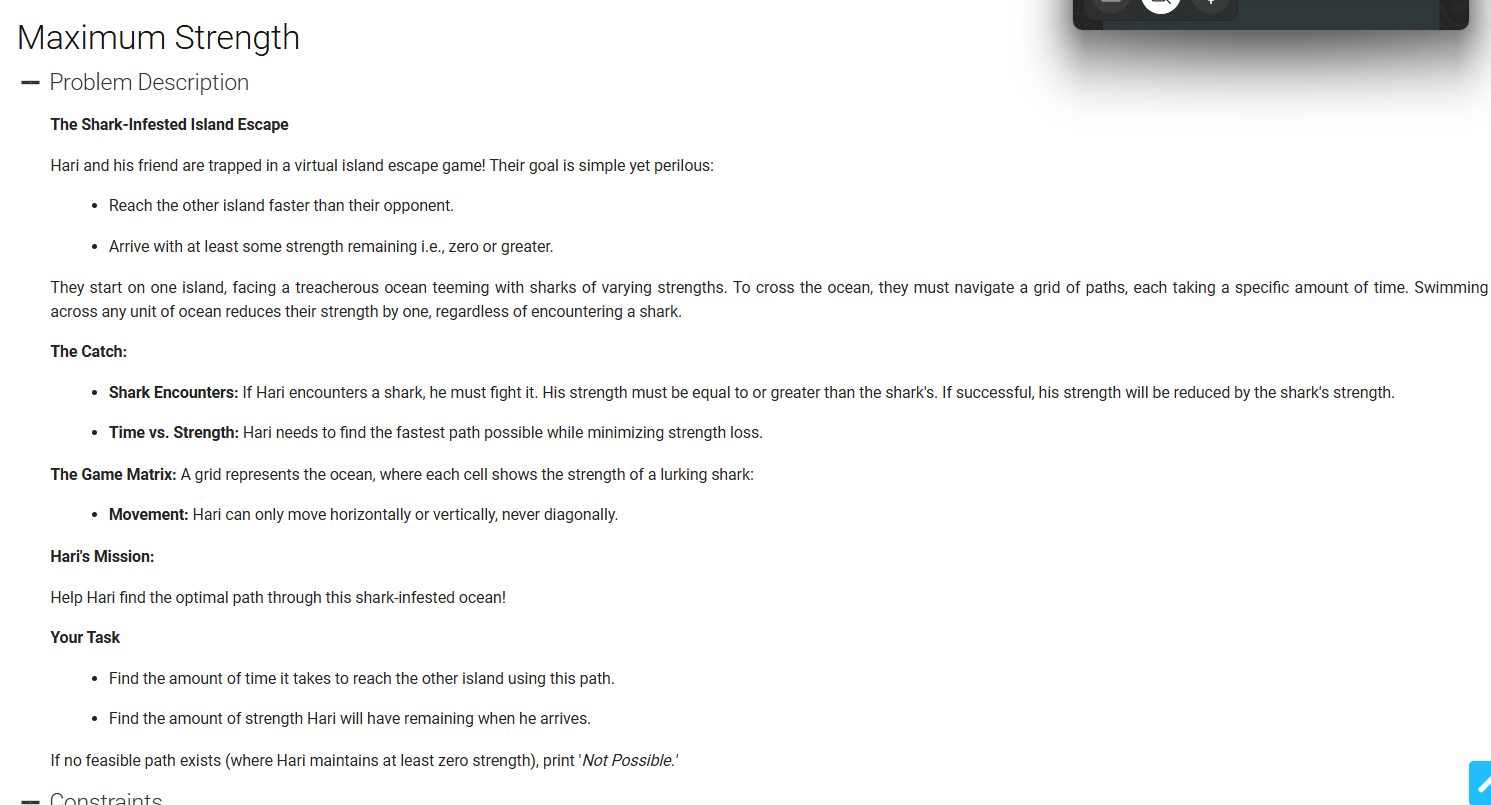 Maximum Strength
Problem Description
The Shark-Infested Island Escape
Hari and his friend are trapped in a virtual island escape game! Their goal is simple yet perilous:
• Reach the other island faster than their opponent.
• Arrive with at least some strength remaining i.e., zero or greater.
They start on one island, facing a treacherous ocean teeming with sharks of varying strengths. To cross the ocean, they must navigate a grid of paths, each taking a specific amount of time. Swimming
across any unit of ocean reduces their strength by one, regardless of encountering a shark.
The Catch:
• Shark Encounters: If Hari encounters a shark, he must fight it. His strength must be equal to or greater than the shark's. If successful, his strength will be reduced by the shark's strength.
• Time vs. Strength: Hari needs to find the fastest path possible while minimizing strength loss.
The Game Matrix: A grid represents the ocean, where each cell shows the strength of a lurking shark:
• Movement: Hari can only move horizontally or vertically, never diagonally.
Hari's Mission:
Help Hari find the optimal path through this shark-infested ocean!
Your Task
• Find the amount of time it takes to reach the other island using this path.
• Find the amount of strength Hari will have remaining when he arrives.
If no feasible path exists (where Hari maintains at least zero strength), print 'Not Possible.'
Constraints